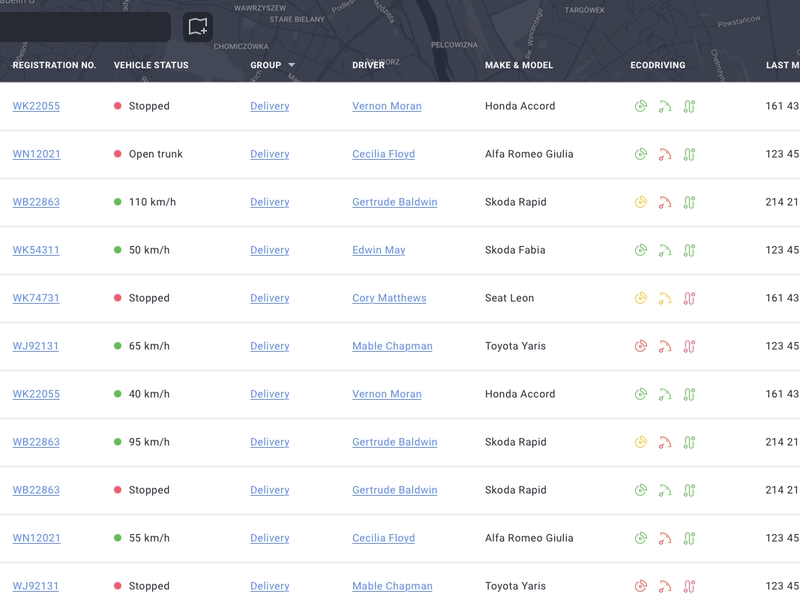 WAWRZYSZEW
STARE BIELANY
TARGÓWEK
Powstańców
CHOMICZÓWKA
PELCOWIZNA
REGISTRATION NO. VEHICLE STATUS GROUP DRIVER MAKE & MODEL ECODRIVING LAST M
WK22055 Stopped Delivery Vernon Moran Honda Accord 161 43
WN12021 Open trunk Delivery Cecilia Floyd Alfa Romeo Giulia 123 45
WB22863 110 km/h Delivery Gertrude Baldwin Skoda Rapid 214 21
WK54311 50 km/h Delivery Edwin May Skoda Fabia 123 45
WK74731 Stopped Delivery Cory Matthews Seat Leon 161 43
WJ92131 65 km/h Delivery Mable Chapman Toyota Yaris 123 45
WK22055 40 km/h Delivery Vernon Moran Honda Accord 161 43
WB22863 95 km/h Delivery Gertrude Baldwin Skoda Rapid 214 21
WB22863 Stopped Delivery Gertrude Baldwin Skoda Rapid 214 21
WN12021 55 km/h Delivery Cecilia Floyd Alfa Romeo Giulia 123 45
WJ92131 Stopped Delivery Mable Chapman Toyota Yaris 123 45